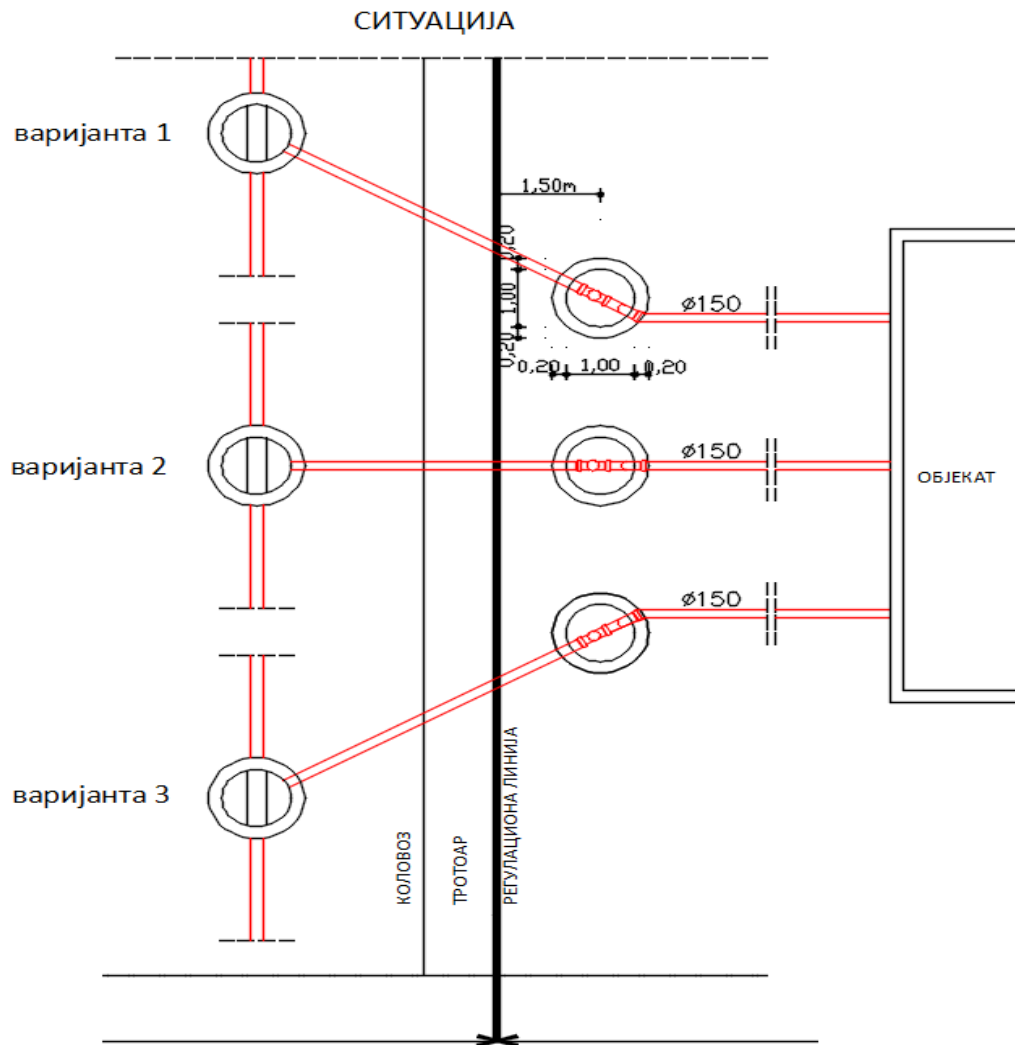 СИТУАЦИЈА
варијанта 1
1,50m
0,20
1,00
0,20
0,20 1,00 0,20
ø150
варијанта 2
ø150
ОБЈЕКАТ
ø150
варијанта 3
КОЛОВОЗ
ТРОТОАР
РЕГУЛАЦИОНА ЛИНИЈА